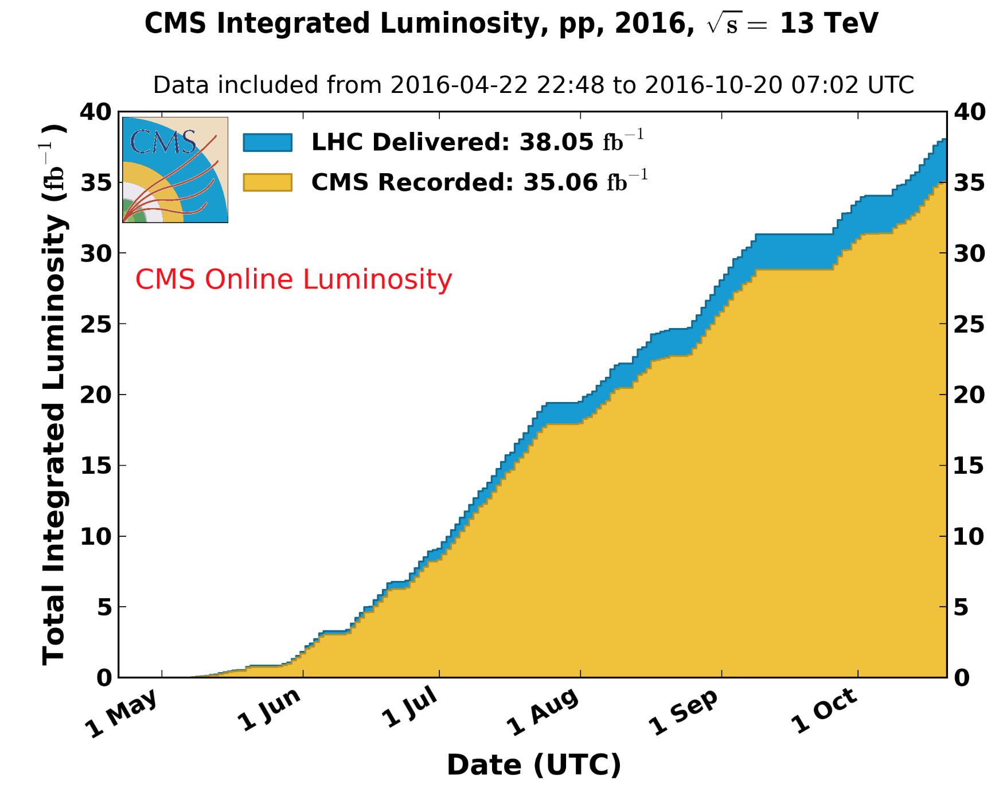 CMS Integrated Luminosity, pp, 2016, √s = 13 TeV
Data included from 2016-04-22 22:48 to 2016-10-20 07:02 UTC
CMS
LHC Delivered: 38.05 fb⁻¹
CMS Recorded: 35.06 fb⁻¹
CMS Online Luminosity
Total Integrated Luminosity (fb⁻¹)
40
35
30
25
20
15
10
5
0
40
35
30
25
20
15
10
5
0
1 May
1 Jun
1 Jul
1 Aug
1 Sep
1 Oct
Date (UTC)